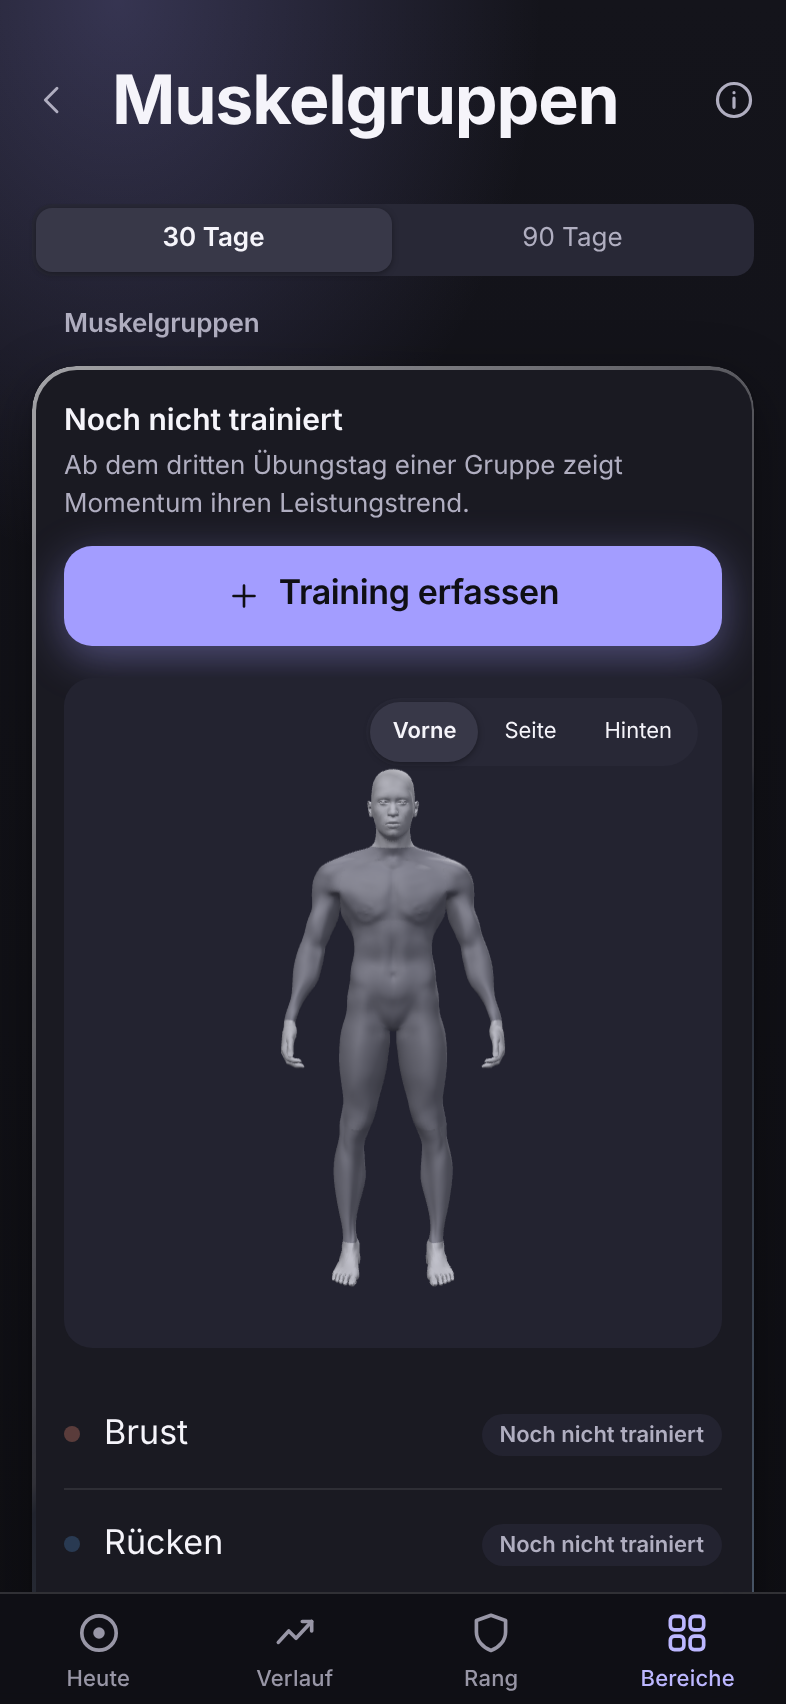 Muskelgruppen
30 Tage
90 Tage
Muskelgruppen
Noch nicht trainiert
Ab dem dritten Übungstag einer Gruppe zeigt
Momentum ihren Leistungstrend.
+ Training erfassen
Vorne
Seite
Hinten
Brust
Noch nicht trainiert
Rücken
Noch nicht trainiert
Heute
Verlauf
Rang
Bereiche